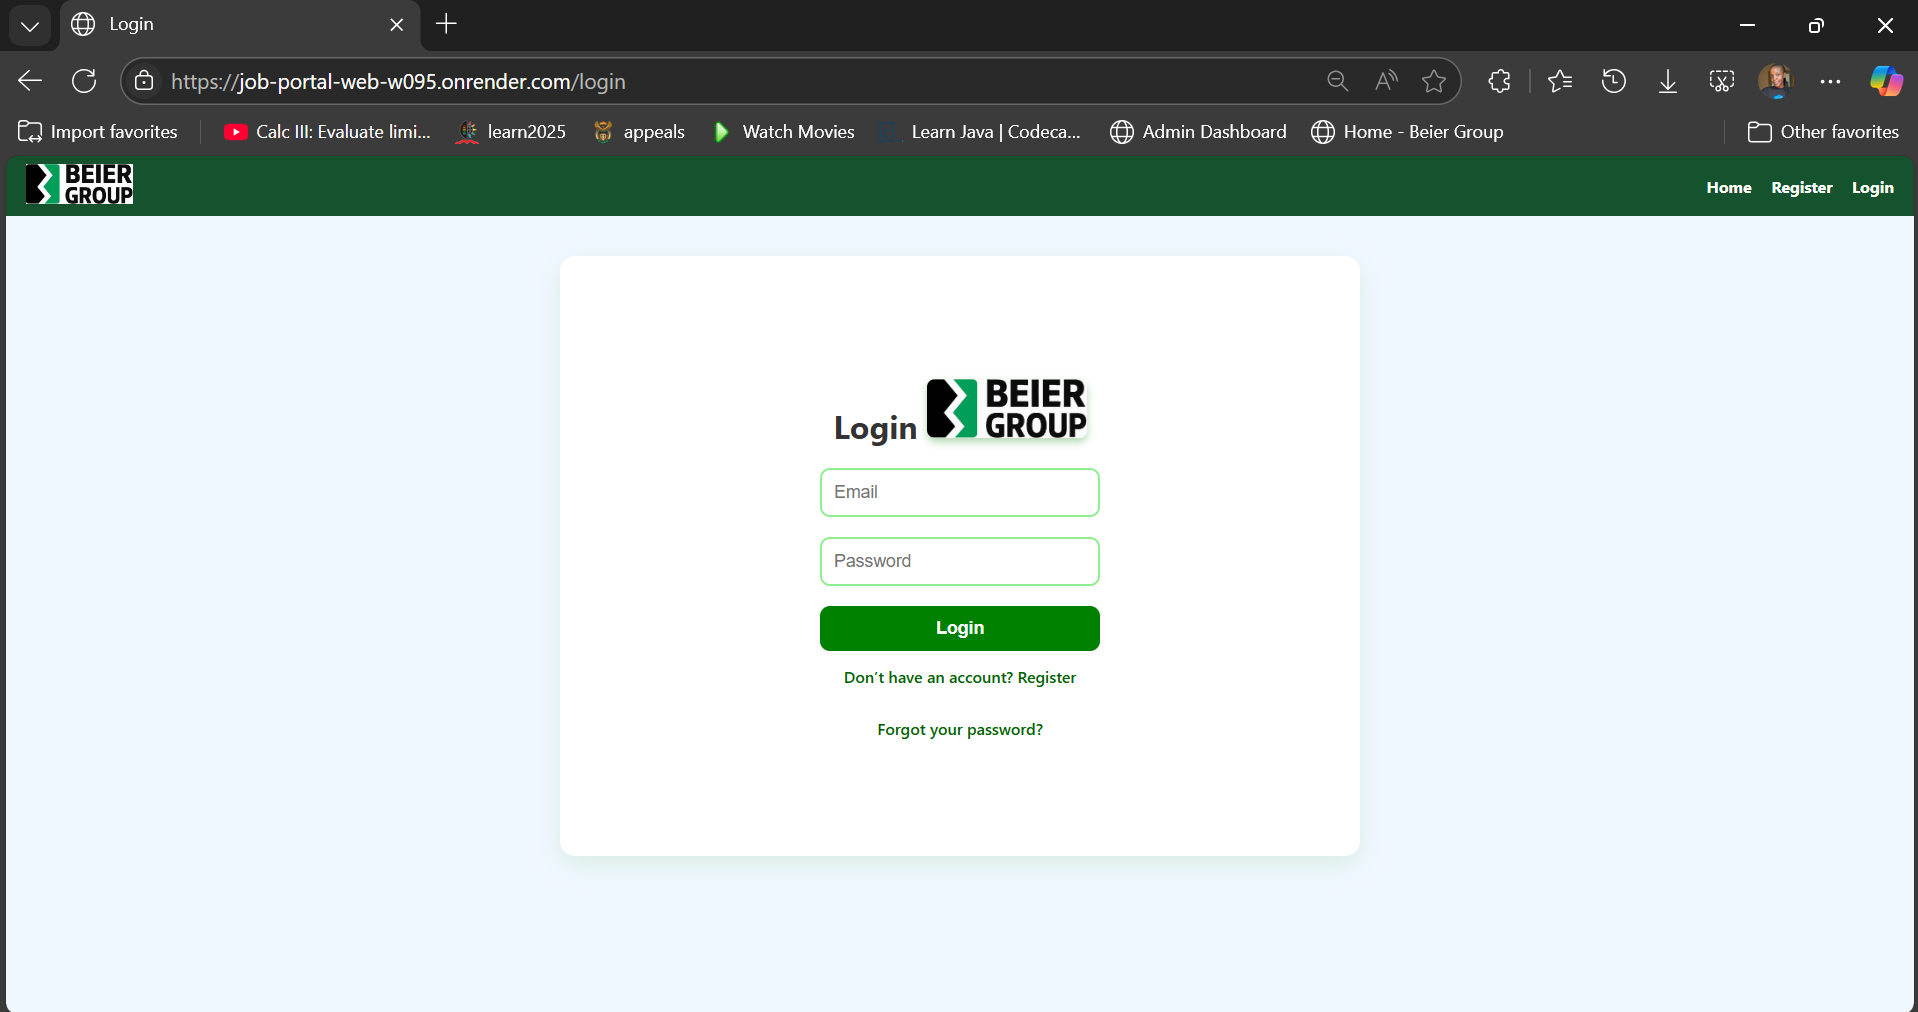 Login
https://job-portal-web-w095.onrender.com/login
Import favorites Calc III: Evaluate limi... learn2025 appeals Watch Movies Learn Java | Codeca... Admin Dashboard Home - Beier Group Other favorites
BEIER
GROUP
Home Register Login
BEIER
GROUP
Login
Email
Password
Login
Don't have an account? Register
Forgot your password?